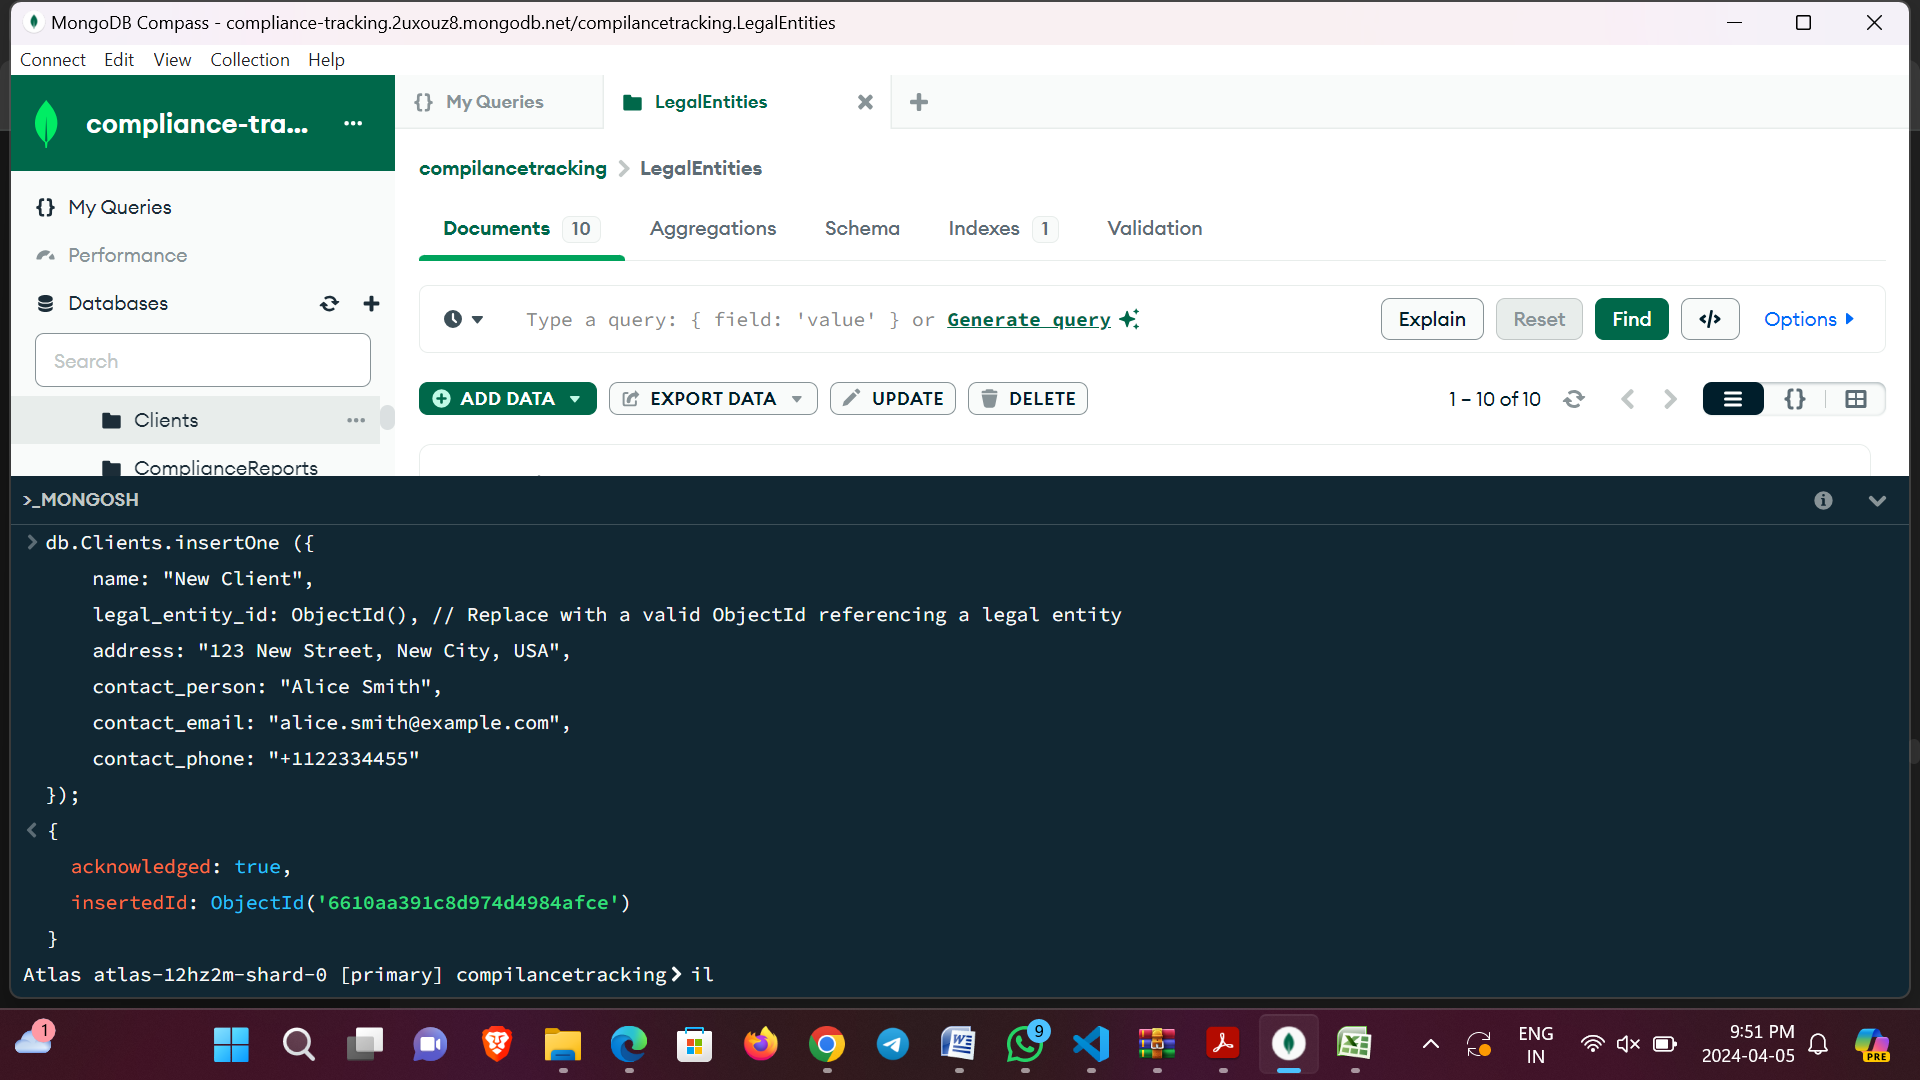 MongoDB Compass - compliance-tracking.2uxouz8.mongodb.net/compilancetracking.LegalEntities
Connect Edit View Collection Help
compliance-tra... ...
{} My Queries
LegalEntities
compilancetracking > LegalEntities
{} My Queries
Performance
Databases
Search
Clients ...
ComplianceReports
Documents 10 Aggregations Schema Indexes 1 Validation
Type a query: { field: 'value' } or Generate query
Explain Reset Find </> Options
ADD DATA EXPORT DATA UPDATE DELETE
1 – 10 of 10 {}
>_MONGOSH
> db.Clients.insertOne ({
name: "New Client",
legal_entity_id: ObjectId(), // Replace with a valid ObjectId referencing a legal entity
address: "123 New Street, New City, USA",
contact_person: "Alice Smith",
contact_email: "alice.smith@example.com",
contact_phone: "+1122334455"
});
< {
acknowledged: true,
insertedId: ObjectId('6610aa391c8d974d4984afce')
}
Atlas atlas-12hz2m-shard-0 [primary] compilancetracking> il
1
9
ENG
IN
9:51 PM
2024-04-05
PRE